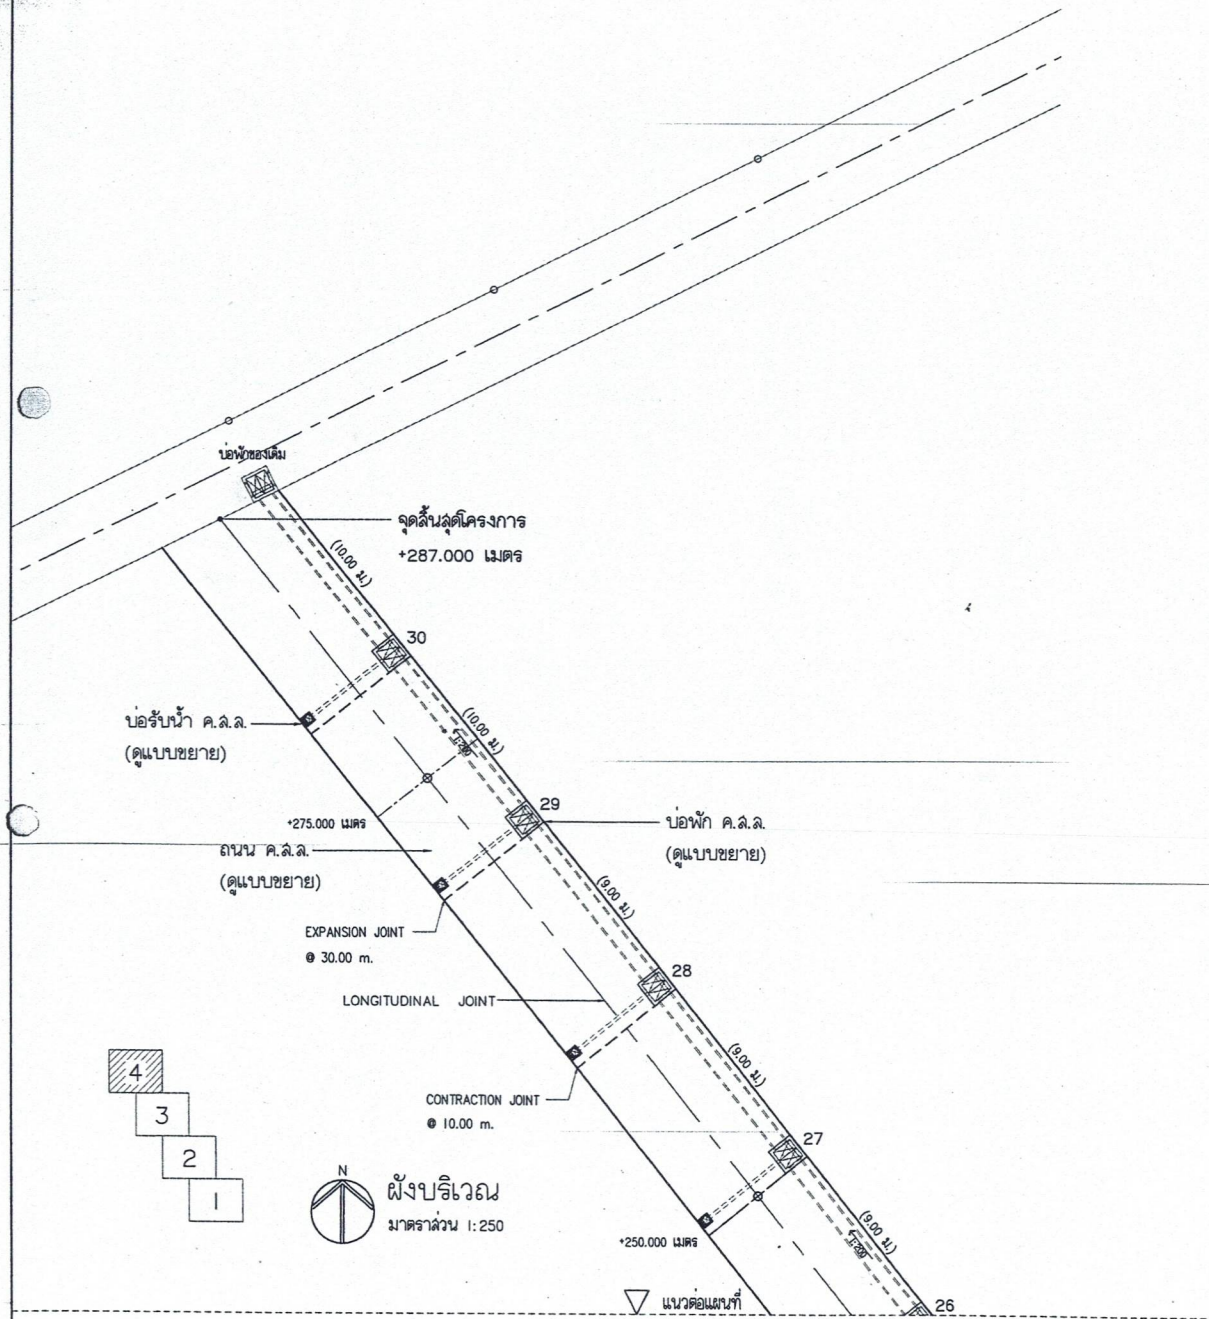 บ่อพักของเดิม
จุดสิ้นสุดโครงการ
+287.000 เมตร
(10.00 ม.)
30
(10.00 ม.)
1:200
บ่อรับน้ำ ค.ส.ล.
(ดูแบบขยาย)
29
+275.000 เมตร
บ่อพัก ค.ส.ล.
(ดูแบบขยาย)
ถนน ค.ส.ล.
(ดูแบบขยาย)
(9.00 ม.)
EXPANSION JOINT
@ 30.00 m.
28
LONGITUDINAL JOINT
(9.00 ม.)
4
3
2
1
CONTRACTION JOINT
@ 10.00 m.
27
N
ผังบริเวณ
มาตราส่วน 1:250
(9.00 ม.)
1:200
+250.000 เมตร
แนวต่อแผนที่
26